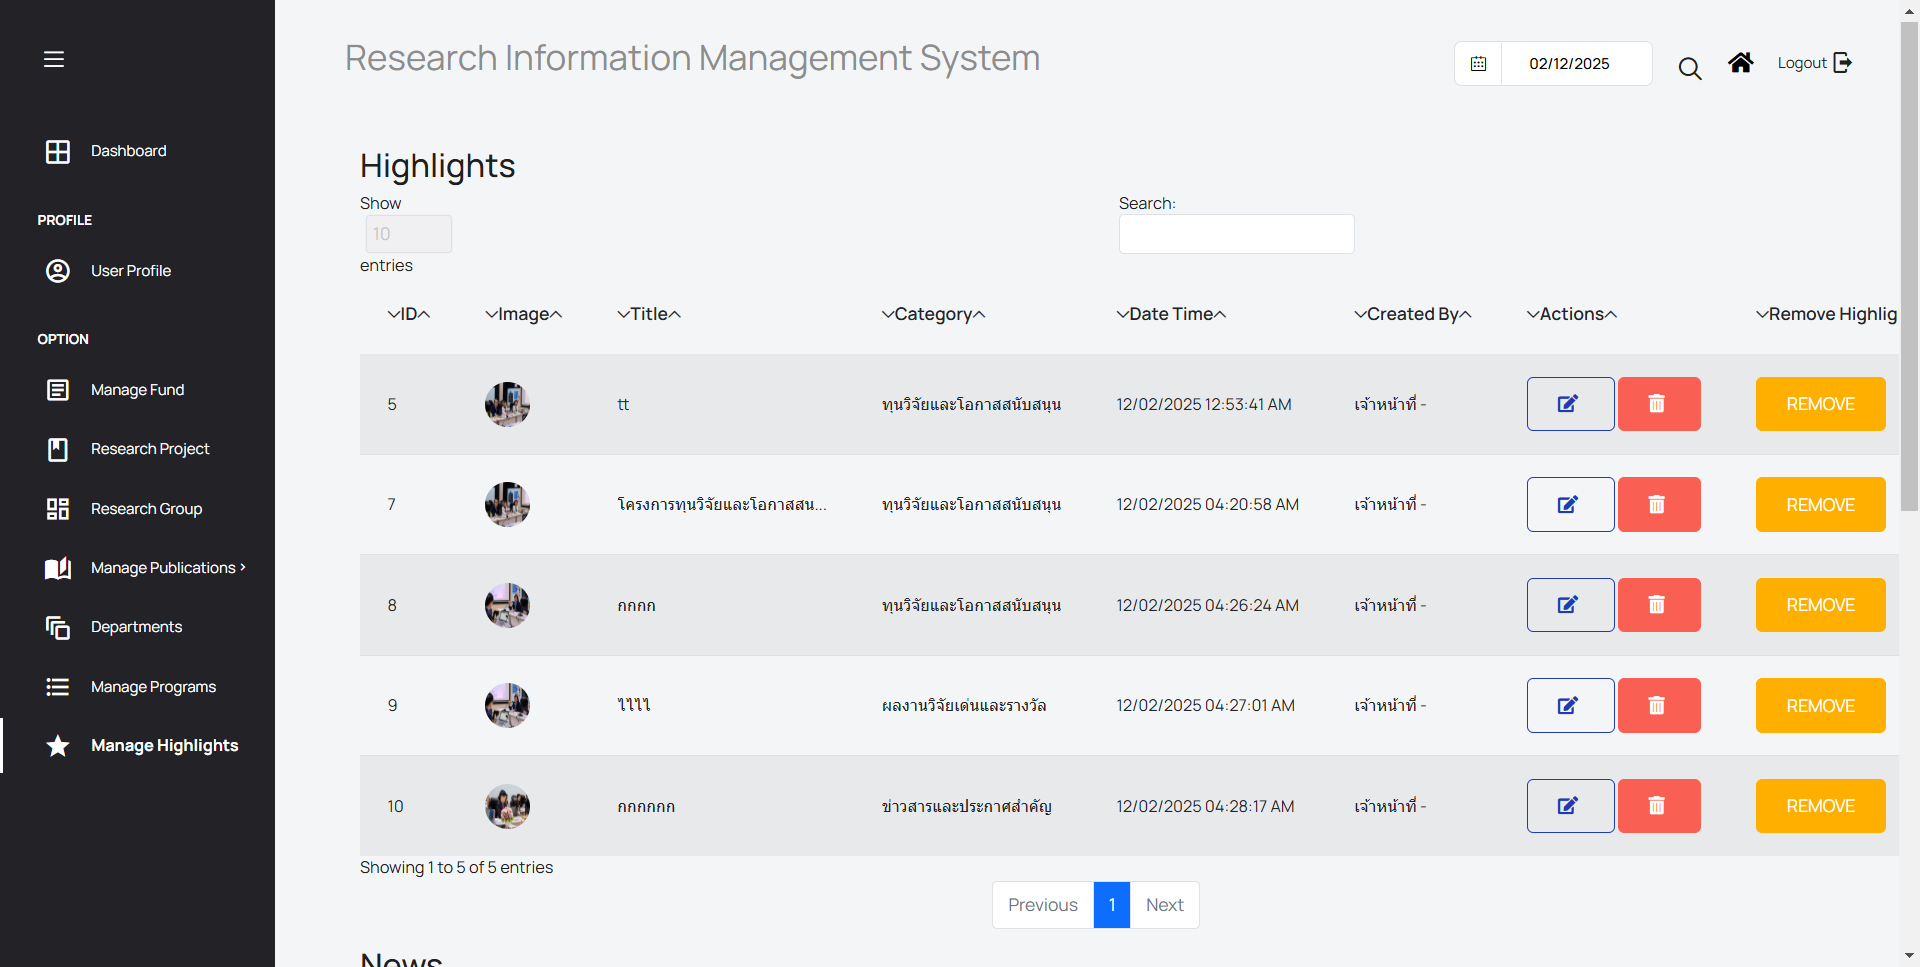 Research Information Management System
02/12/2025
Logout
Dashboard
PROFILE
User Profile
OPTION
Manage Fund
Research Project
Research Group
Manage Publications
Departments
Manage Programs
Manage Highlights
Highlights
Show
10
entries
Search:
ID Image Title Category Date Time Created By Actions Remove Highlig
5 tt ทุนวิจัยและโอกาสสนับสนุน 12/02/2025 12:53:41 AM เจ้าหน้าที่ - REMOVE
7 โครงการทุนวิจัยและโอกาสสน... ทุนวิจัยและโอกาสสนับสนุน 12/02/2025 04:20:58 AM เจ้าหน้าที่ - REMOVE
8 กกกก ทุนวิจัยและโอกาสสนับสนุน 12/02/2025 04:26:24 AM เจ้าหน้าที่ - REMOVE
9 ไไไไ ผลงานวิจัยเด่นและรางวัล 12/02/2025 04:27:01 AM เจ้าหน้าที่ - REMOVE
10 กกกกกก ข่าวสารและประกาศสำคัญ 12/02/2025 04:28:17 AM เจ้าหน้าที่ - REMOVE
Showing 1 to 5 of 5 entries
Previous 1 Next
News